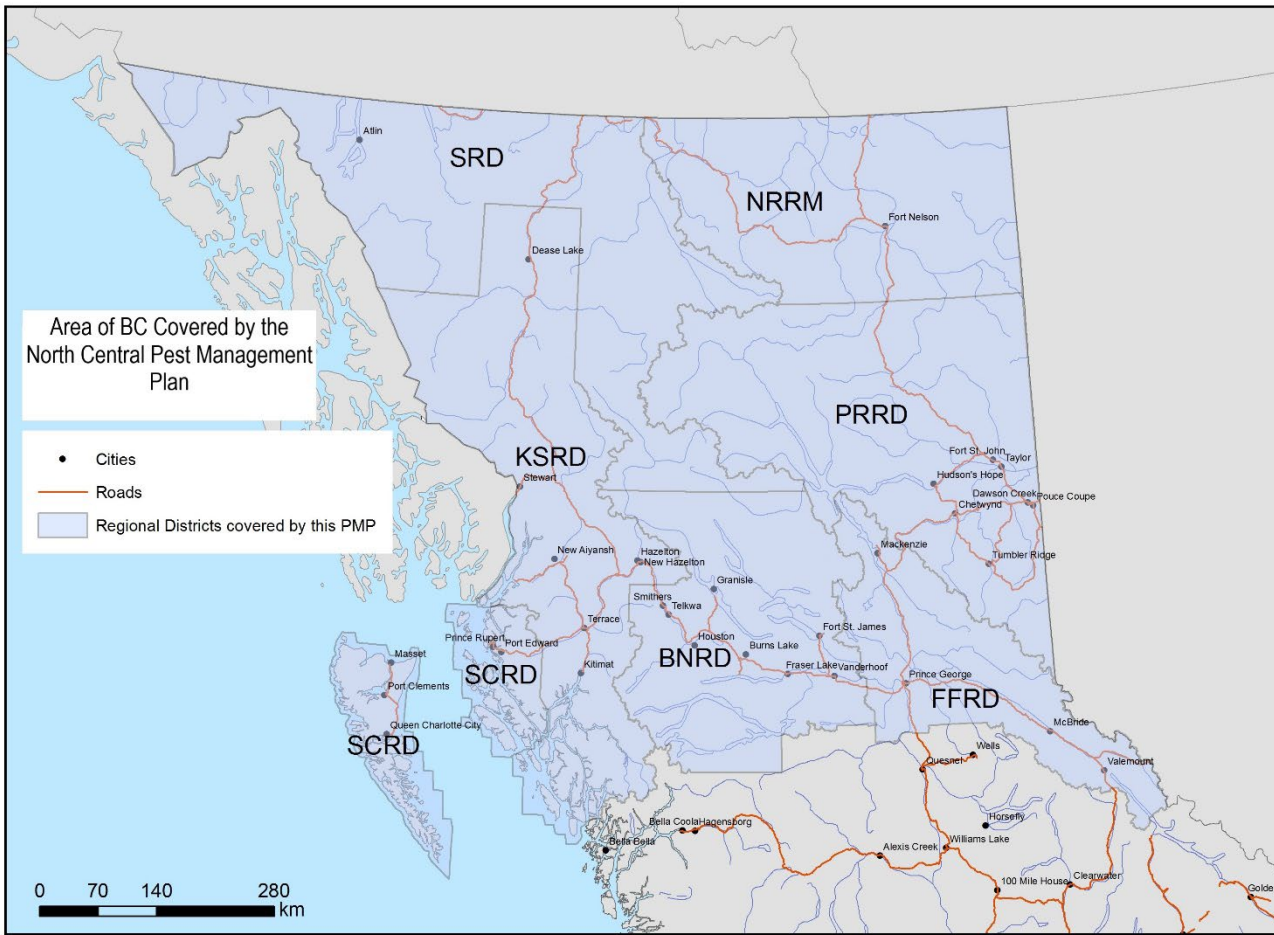 Atlin
SRD
NRRM
Fort Nelson
Dease Lake
Area of BC Covered by the
North Central Pest Management
Plan
Cities
Roads
Regional Districts covered by this PMP
PRRD
Fort St. John
Taylor
Hudson's Hope
Dawson Creek
Pouce Coupe
Chetwynd
KSRD
Stewart
New Aiyansh
Hazelton
New Hazelton
Mackenzie
Tumbler Ridge
Granisle
Smithers
Telkwa
Terrace
Fort St. James
Prince Rupert
Port Edward
Houston
Burns Lake
BNRD
SCRD
Kitimat
Fraser Lake
Vanderhoof
Prince George
FFRD
Masset
Port Clements
Queen Charlotte City
SCRD
McBride
Valemount
Wells
Quesnel
Bella Coola
Hagensborg
Horsefly
Bella Bella
Williams Lake
Alexis Creek
100 Mile House
Clearwater
Golde
0 70 140 280
km